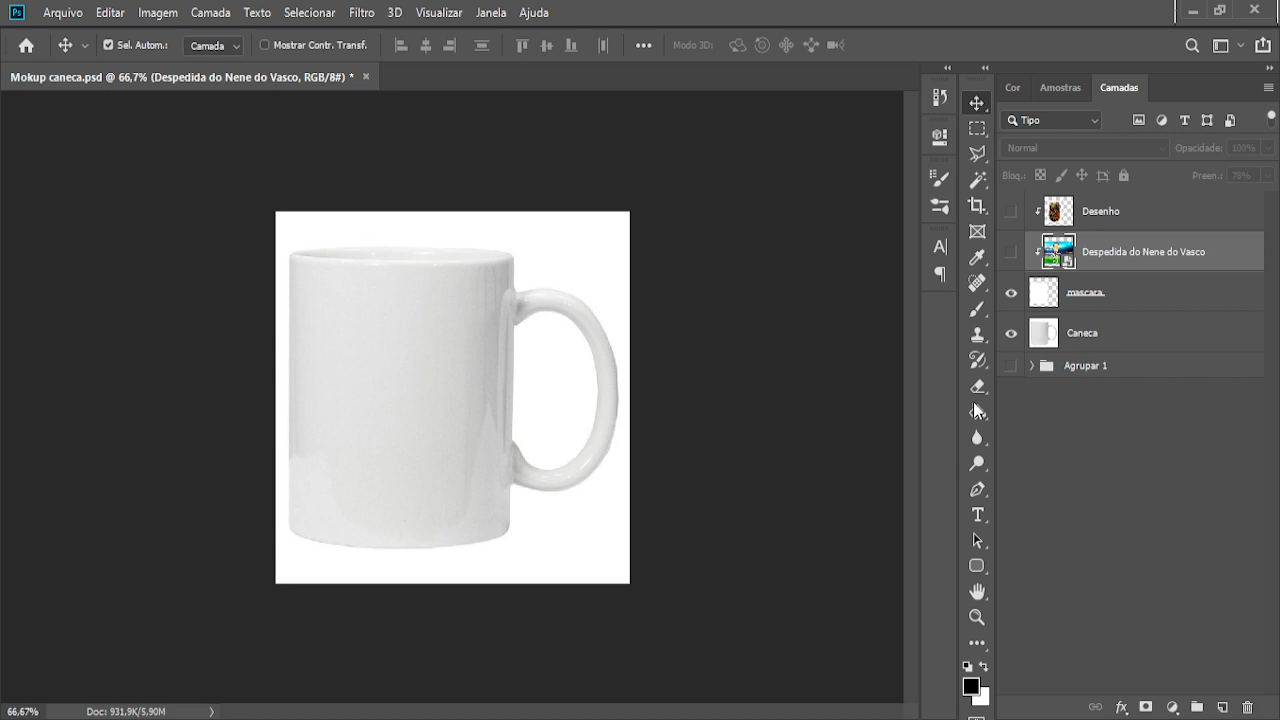 Ps Arquivo Editar Imagem Camada Texto Selecionar Filtro 3D Visualizar Janela Ajuda
Sel. Autom.: Camada Mostrar Contr. Transf. Modo 3D:
Mokup caneca.psd @ 66,7% (Despedida do Nene do Vasco, RGB/8#) *
Cor Amostras Camadas
Tipo
Normal Opacidade: 100%
Bloq.: Preen.: 78%
Desenho
Despedida do Nene do Vasco
mascara
Caneca
Agrupar 1
66,67% Doc: 931,9K/5,90M